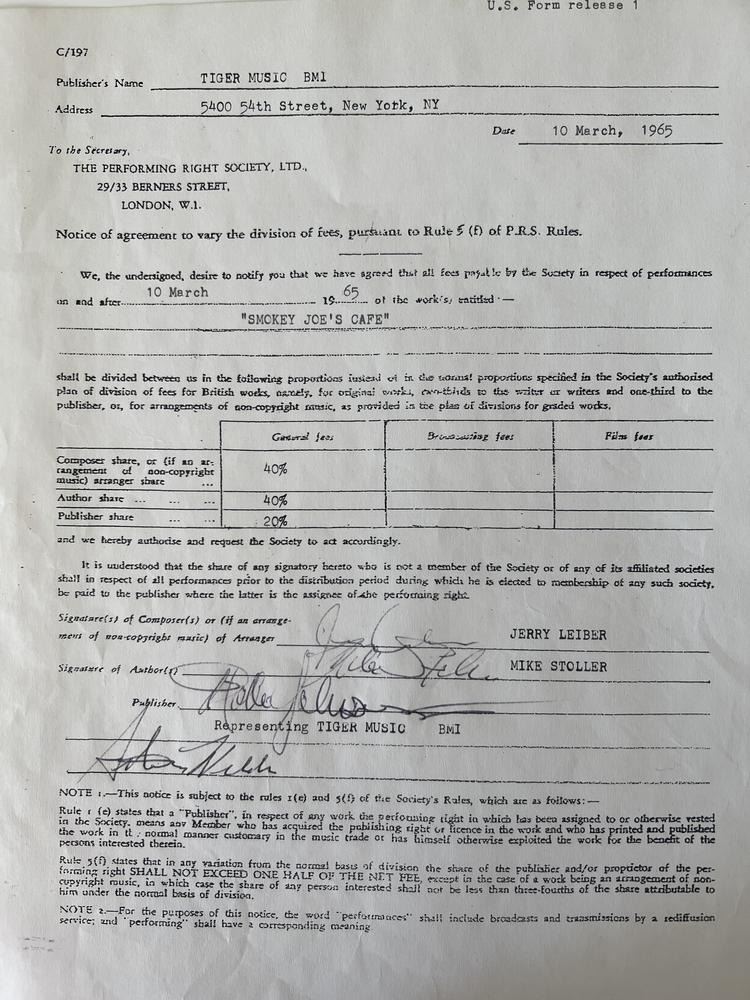 U.S. Form release 1
C/197
Publisher's Name TIGER MUSIC BMI
Address 5400 54th Street, New York, NY
Date 10 March, 1965
To the Secretary,
THE PERFORMING RIGHT SOCIETY, LTD.,
29/33 BERNERS STREET,
LONDON, W.1.
Notice of agreement to vary the division of fees, pursuant to Rule 5 (f) of P.R.S. Rules.
We, the undersigned, desire to notify you that we have agreed that all fees payable by the Society in respect of performances
on and after 10 March 1965 of the work(s) entitled:—
"SMOKEY JOE'S CAFE"
shall be divided between us in the following proportions instead of in the normal proportions specified in the Society's authorised
plan of division of fees for British works, namely, for original works, two-thirds to the writer or writers and one-third to the
publisher, or, for arrangements of non-copyright music, as provided in the plan of divisions for graded works.
General fees Broadcasting fees Film fees
Composer share, or (if an ar-
rangement of non-copyright
music) arranger share ... 40%
Author share ... ... ... 40%
Publisher share ... ... 20%
and we hereby authorise and request the Society to act accordingly.
It is understood that the share of any signatory hereto who is not a member of the Society or of any of its affiliated societies
shall in respect of all performances prior to the distribution period during which he is elected to membership of any such society,
be paid to the publisher where the latter is the assignee of the performing right.
Signature(s) of Composer(s) or (if an arrange-
ment of non-copyright music) of Arranger JERRY LEIBER
Signature of Author(s) Mike Stoller MIKE STOLLER
Publisher
Representing TIGER MUSIC BMI
NOTE 1.—This notice is subject to the rules 1(e) and 5(f) of the Society's Rules, which are as follows:—
Rule 1 (e) states that a "Publisher", in respect of any work the performing right in which has been assigned to or otherwise vested
in the Society, means any Member who has acquired the publishing right or licence in the work and who has printed and published
the work in the normal manner customary in the music trade or has himself otherwise exploited the work for the benefit of the
persons interested therein.
Rule 5(f) states that in any variation from the normal basis of division the share of the publisher and/or proprietor of the per-
forming right SHALL NOT EXCEED ONE HALF OF THE NET FEE, except in the case of a work being an arrangement of non-
copyright music, in which case the share of any person interested shall not be less than three-fourths of the share attributable to
him under the normal basis of division.
NOTE 2.—For the purposes of this notice, the word "performances" shall include broadcasts and transmissions by a rediffusion
service; and "performing" shall have a corresponding meaning.